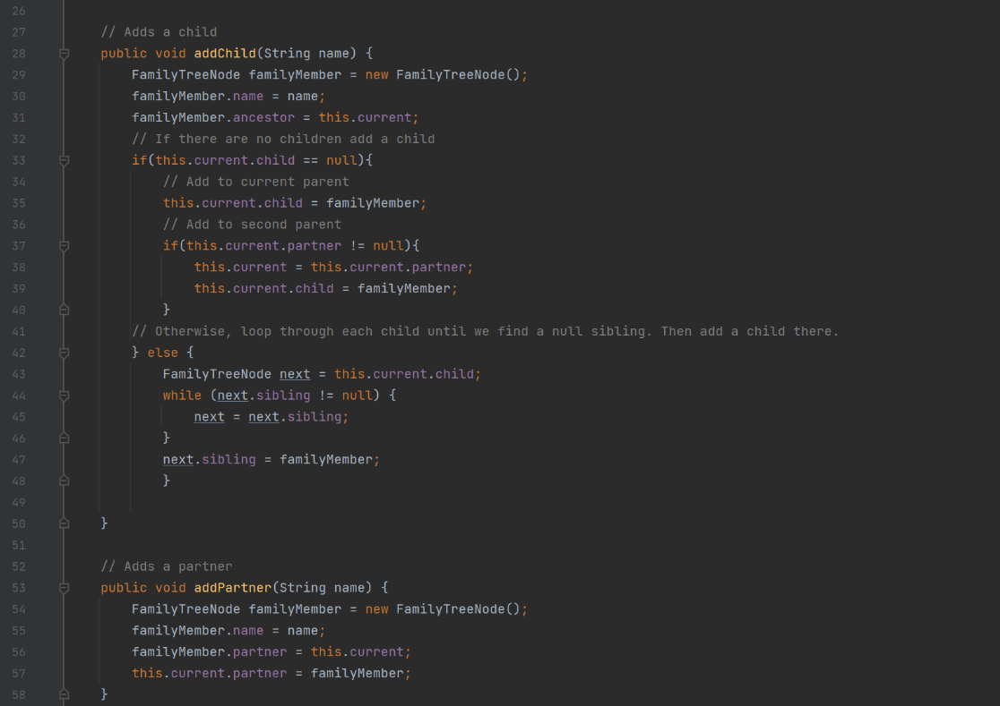 26
27 // Adds a child
28 public void addChild(String name) {
29 FamilyTreeNode familyMember = new FamilyTreeNode();
30 familyMember.name = name;
31 familyMember.ancestor = this.current;
32 // If there are no children add a child
33 if(this.current.child == null){
34 // Add to current parent
35 this.current.child = familyMember;
36 // Add to second parent
37 if(this.current.partner != null){
38 this.current = this.current.partner;
39 this.current.child = familyMember;
40 }
41 // Otherwise, loop through each child until we find a null sibling. Then add a child there.
42 } else {
43 FamilyTreeNode next = this.current.child;
44 while (next.sibling != null) {
45 next = next.sibling;
46 }
47 next.sibling = familyMember;
48 }
49
50 }
51
52 // Adds a partner
53 public void addPartner(String name) {
54 FamilyTreeNode familyMember = new FamilyTreeNode();
55 familyMember.name = name;
56 familyMember.partner = this.current;
57 this.current.partner = familyMember;
58 }